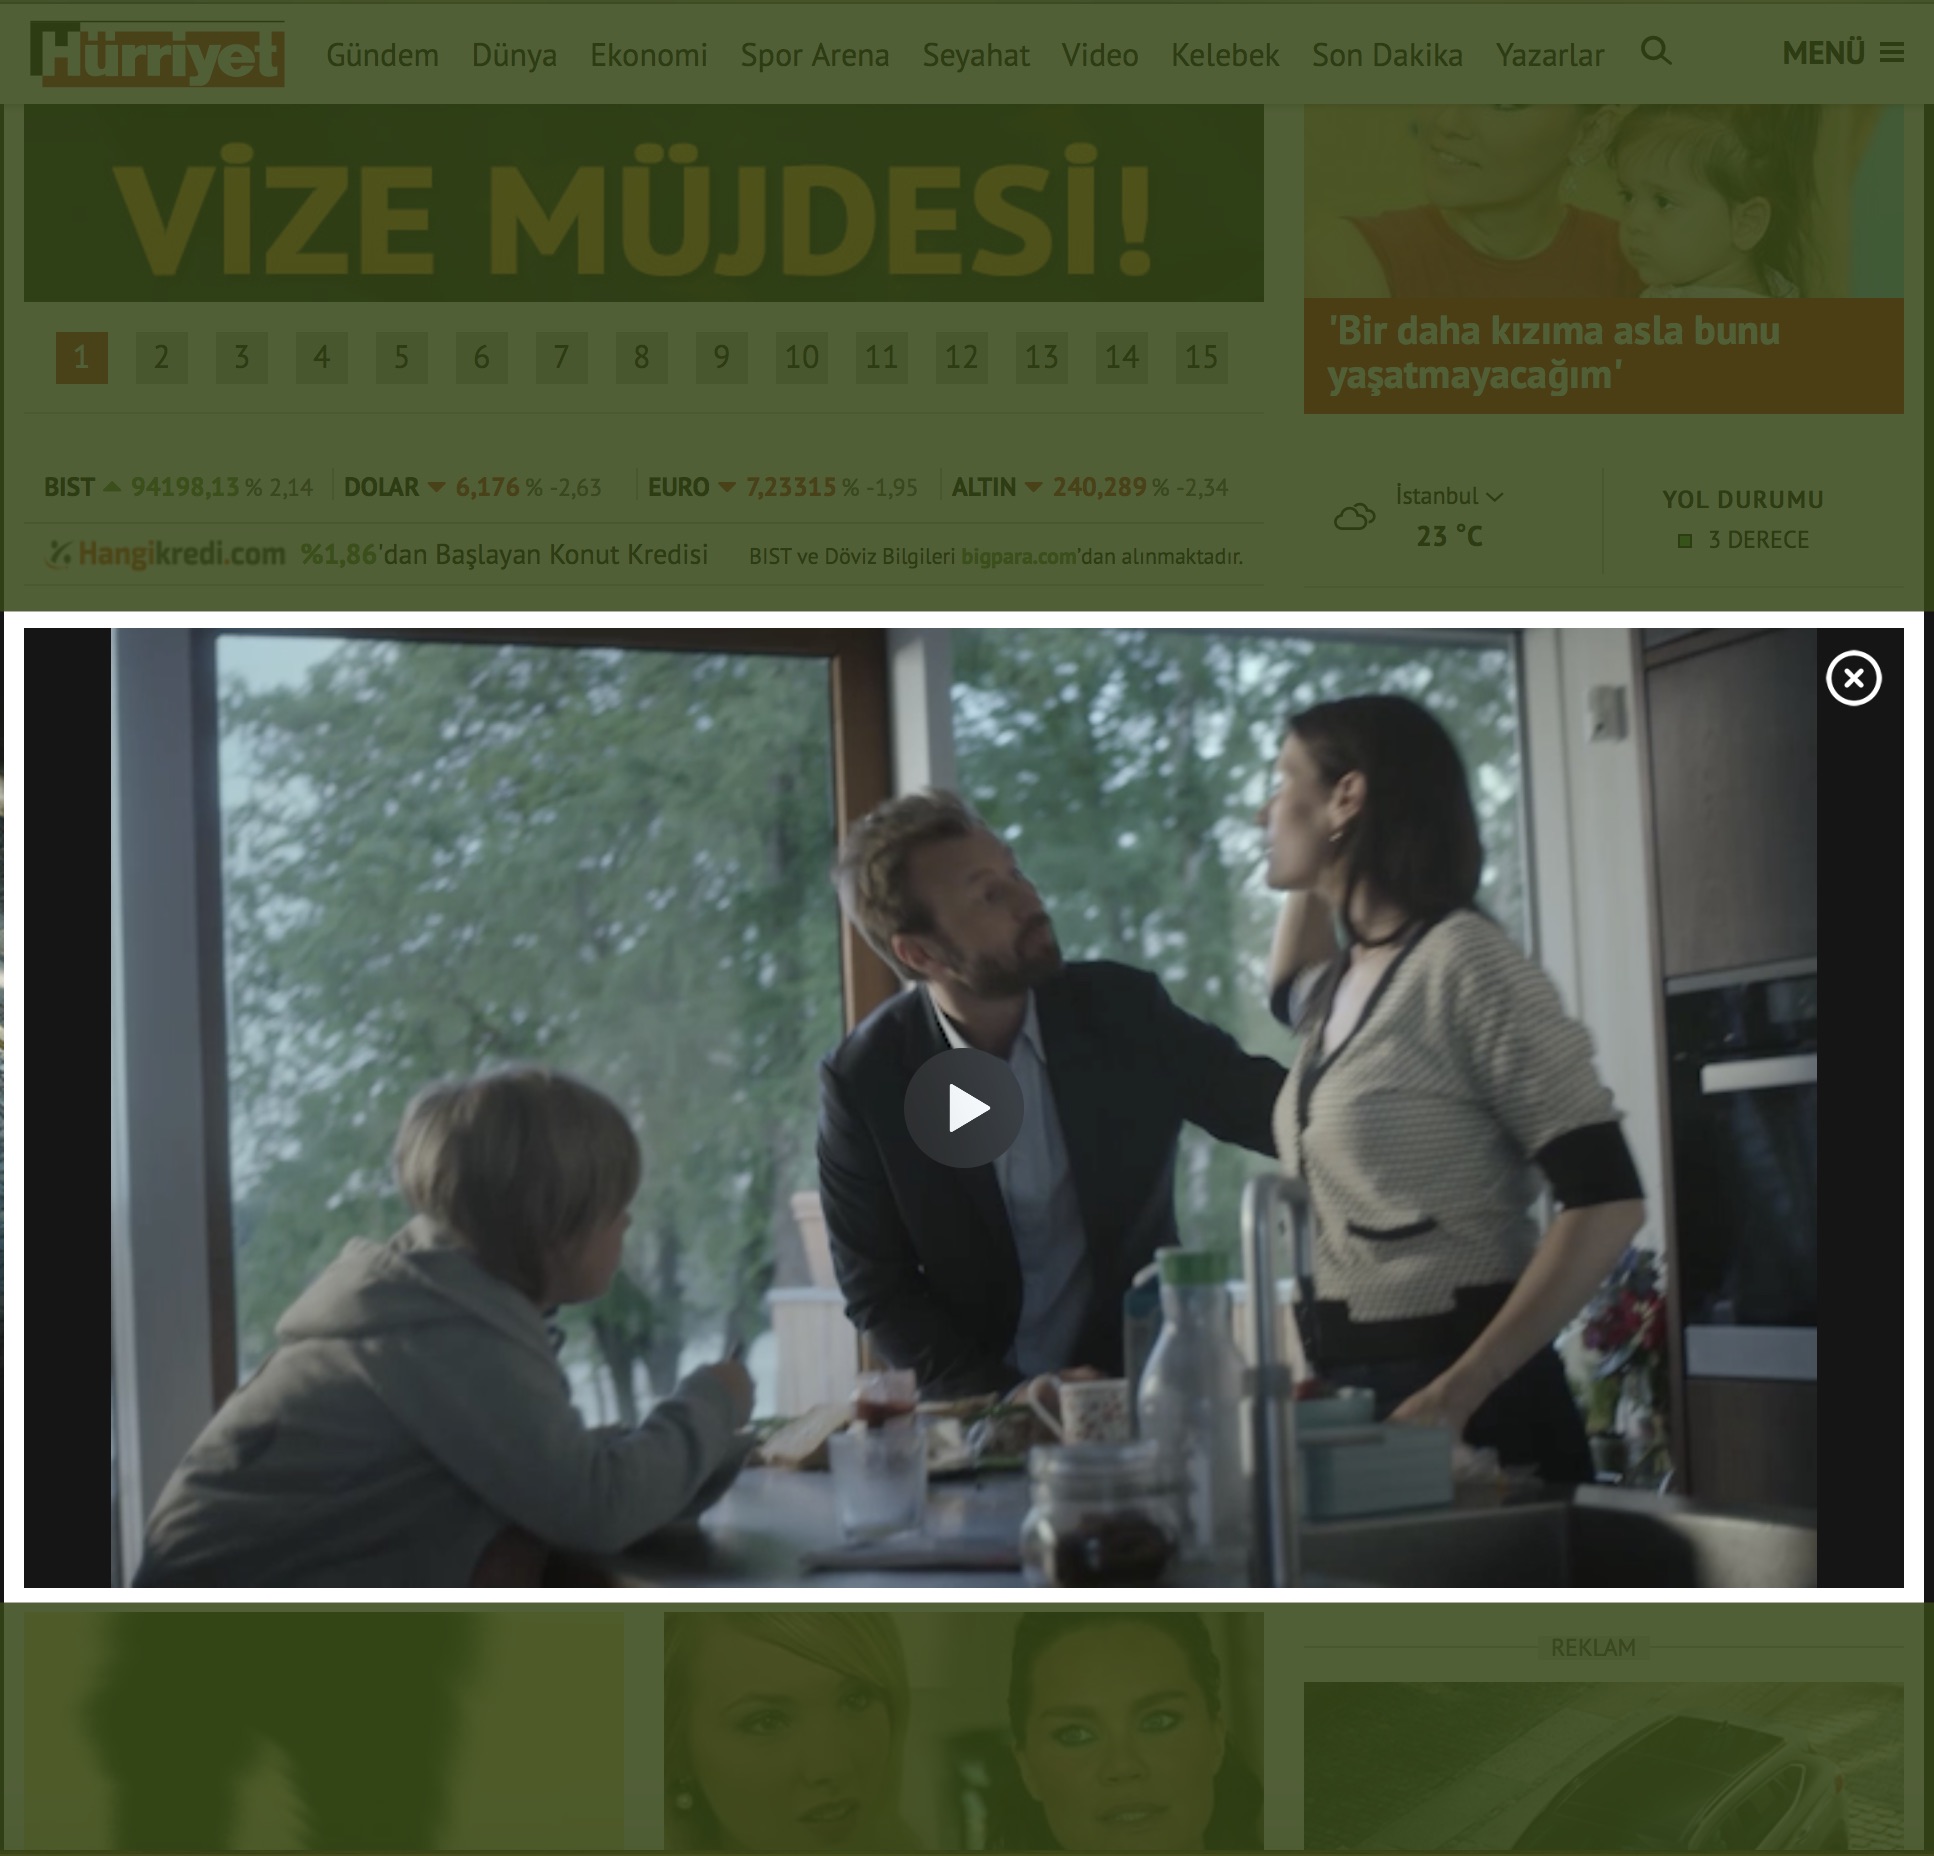 Hürriyet
Gündem Dünya Ekonomi Spor Arena Seyahat Video Kelebek Son Dakika Yazarlar MENÜ
VİZE MÜJDESİ!
1 2 3 4 5 6 7 8 9 10 11 12 13 14 15
'Bir daha kızıma asla bunu
yaşatmayacağım'
BIST 94198,13 % 2,14 DOLAR 6,176 % -2,63 EURO 7,23315 % -1,95 ALTIN 240,289 % -2,34
Hangikredi.com %1,86'dan Başlayan Konut Kredisi BIST ve Döviz Bilgileri bigpara.com'dan alınmaktadır.
İstanbul
23 °C
YOL DURUMU
3 DERECE
REKLAM